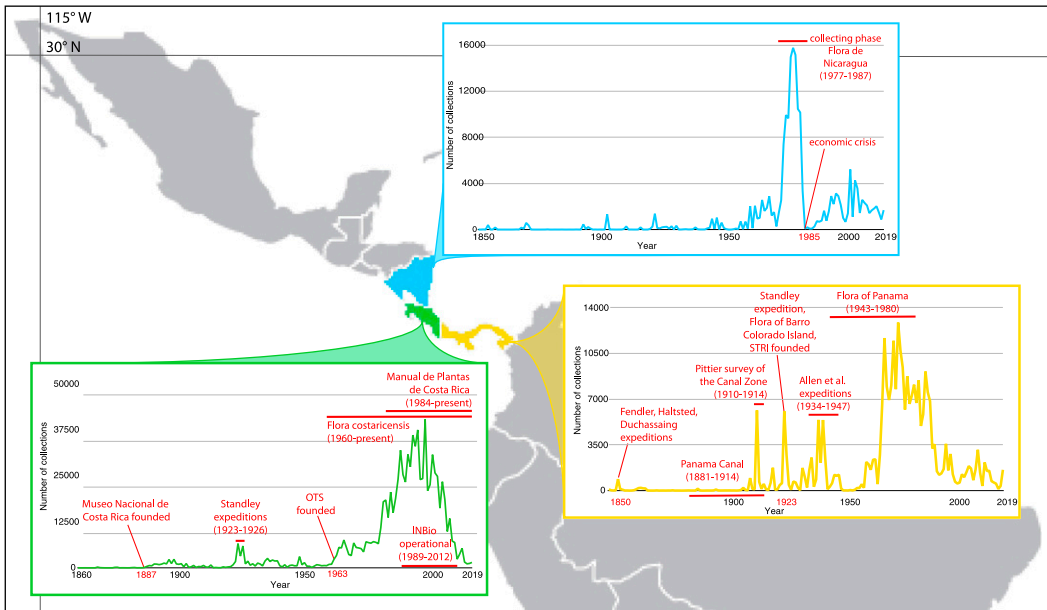 115° W
30° N
16000
12000
8000
4000
0
Number of collections
collecting phase
Flora de
Nicaragua
(1977-1987)
economic crisis
1850
1900
1950
1985
2000
2019
Year
14000
10500
7000
3500
0
Number of collections
Standley
expedition,
Flora of Barro
Colorado Island,
STRI founded
Flora of Panama
(1943-1980)
Pittier survey of
the Canal Zone
(1910-1914)
Allen et al.
expeditions
(1934-1947)
Fendler, Haltsted,
Duchassaing
expeditions
Panama Canal
(1881-1914)
1850
1900
1923
1950
2000
2019
Year
50000
37500
25000
12500
0
Number of collections
Manual de Plantas
de Costa Rica
(1984-present)
Flora costaricensis
(1960-present)
Museo Nacional de
Costa Rica founded
Standley
expeditions
(1923-1926)
OTS
founded
INBio
operational
(1989-2012)
1860
1887
1900
1950
1963
2000
2019
Year